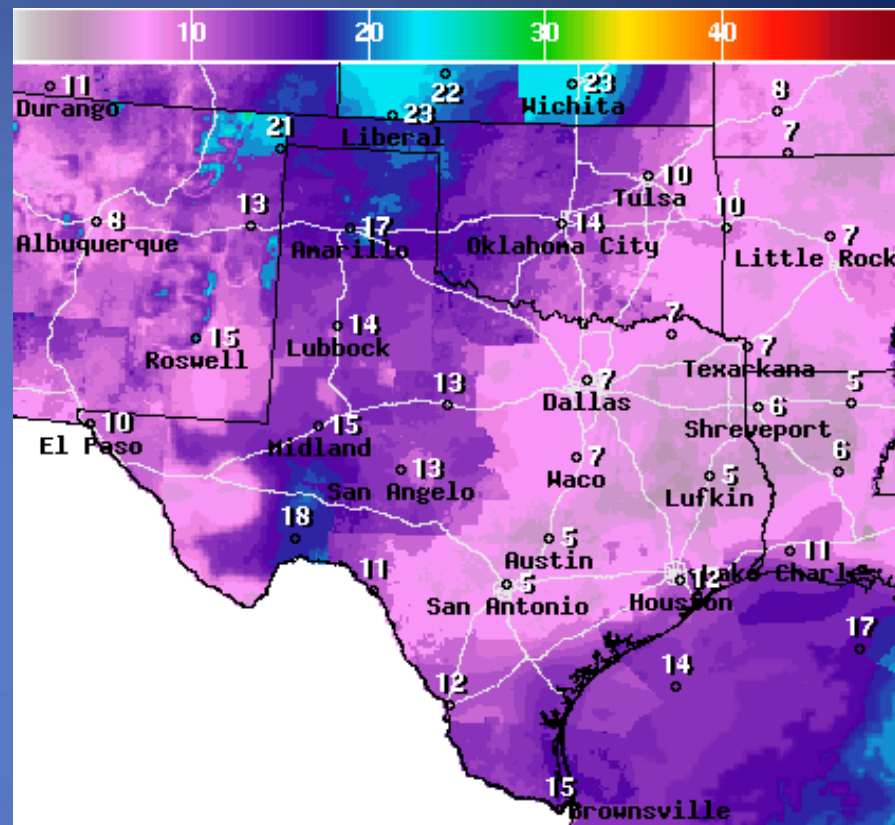 10 20 30 40
11 22 23 8
Durango Wichita
23
Liberal
21 7
10
Tulsa
8 13 17 14 10 7
Albuquerque Amarillo Oklahoma City Little Rock
15 14 7 7
Roswell Lubbock Texarkana
13 7 6 5
Dallas Shreveport
10 15
El Paso Midland
13 7 5 6
San Angelo Waco Lufkin
18 5 11
Austin
11 5 12 Lake Charl
San Antonio Houston
17
12 14
15
Brownsville